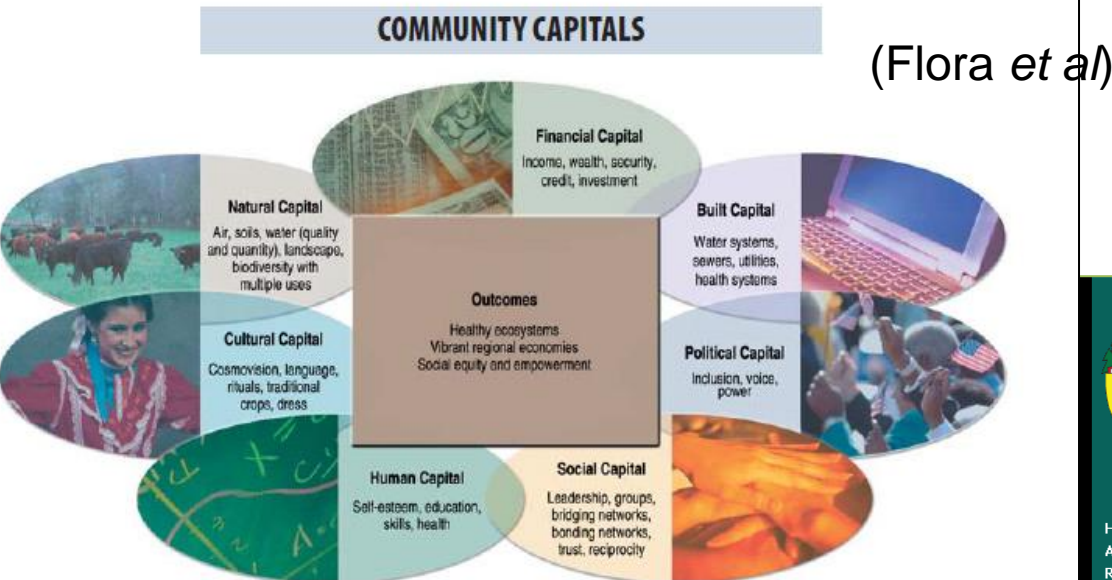 COMMUNITY CAPITALS
(Flora et al)
Financial Capital
Income, wealth, security,
credit, investment
Natural Capital
Air, soils, water (quality
and quantity), landscape,
biodiversity with
multiple uses
Built Capital
Water systems,
sewers, utilities,
health systems
Outcomes
Healthy ecosystems
Vibrant regional economies
Social equity and empowerment
Cultural Capital
Cosmovision, language,
rituals, traditional
crops, dress
Political Capital
Inclusion, voice,
power
Human Capital
Self-esteem, education,
skills, health
Social Capital
Leadership, groups,
bridging networks,
bonding networks,
trust, reciprocity
H
A
R